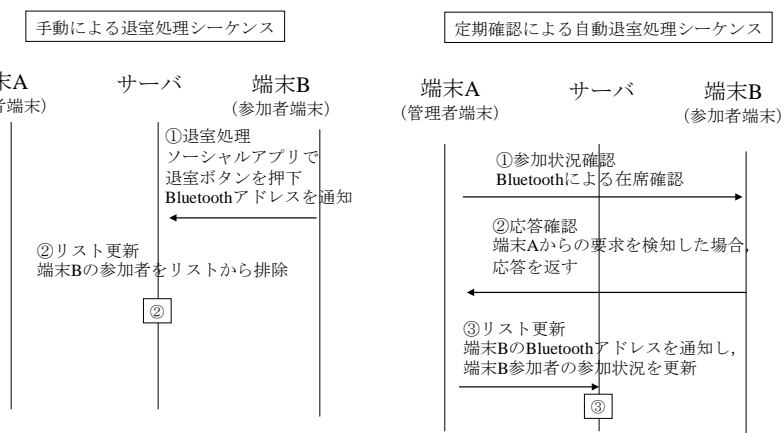 手動による退室処理シーケンス
末A
サーバ
端末B
者端末)
(参加者端末)
①退室処理
ソーシャルアプリで
退室ボタンを押下
Bluetoothアドレスを通知
②リスト更新
端末Bの参加者をリストから排除
②
定期確認による自動退室処理シーケンス
端末A
サーバ
端末B
(管理者端末)
(参加者端末)
①参加状況確認
Bluetoothによる在席確認
②応答確認
端末Aからの要求を検知した場合,
応答を返す
③リスト更新
端末BのBluetoothアドレスを通知し,
端末B参加者の参加状況を更新
③